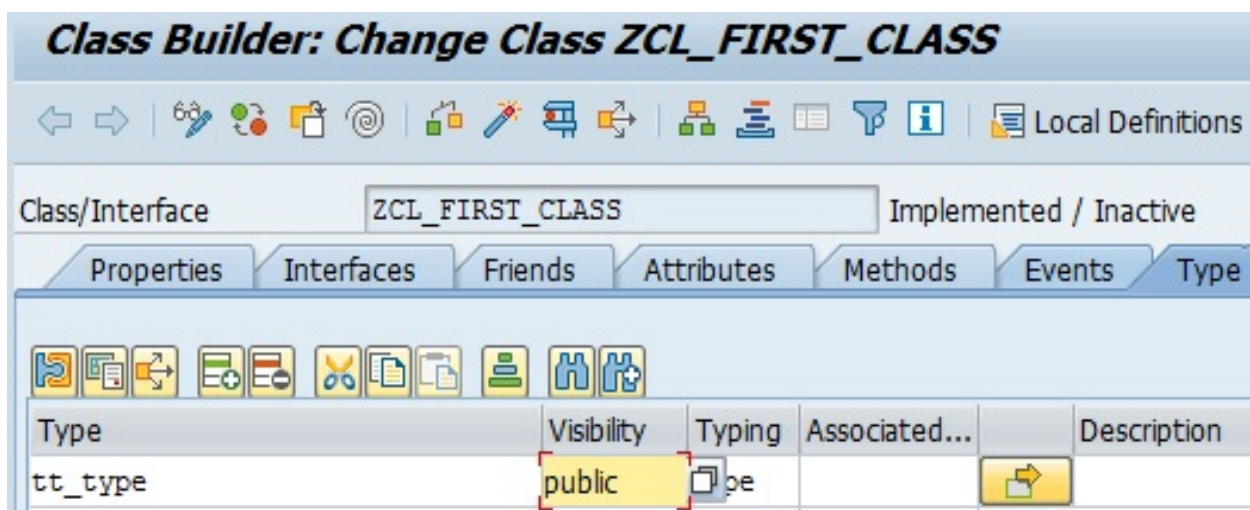 Class Builder: Change Class ZCL_FIRST_CLASS
Local Definitions
Class/Interface ZCL_FIRST_CLASS Implemented / Inactive
Properties Interfaces Friends Attributes Methods Events Type
Type Visibility Typing Associated... Description
tt_type public pe